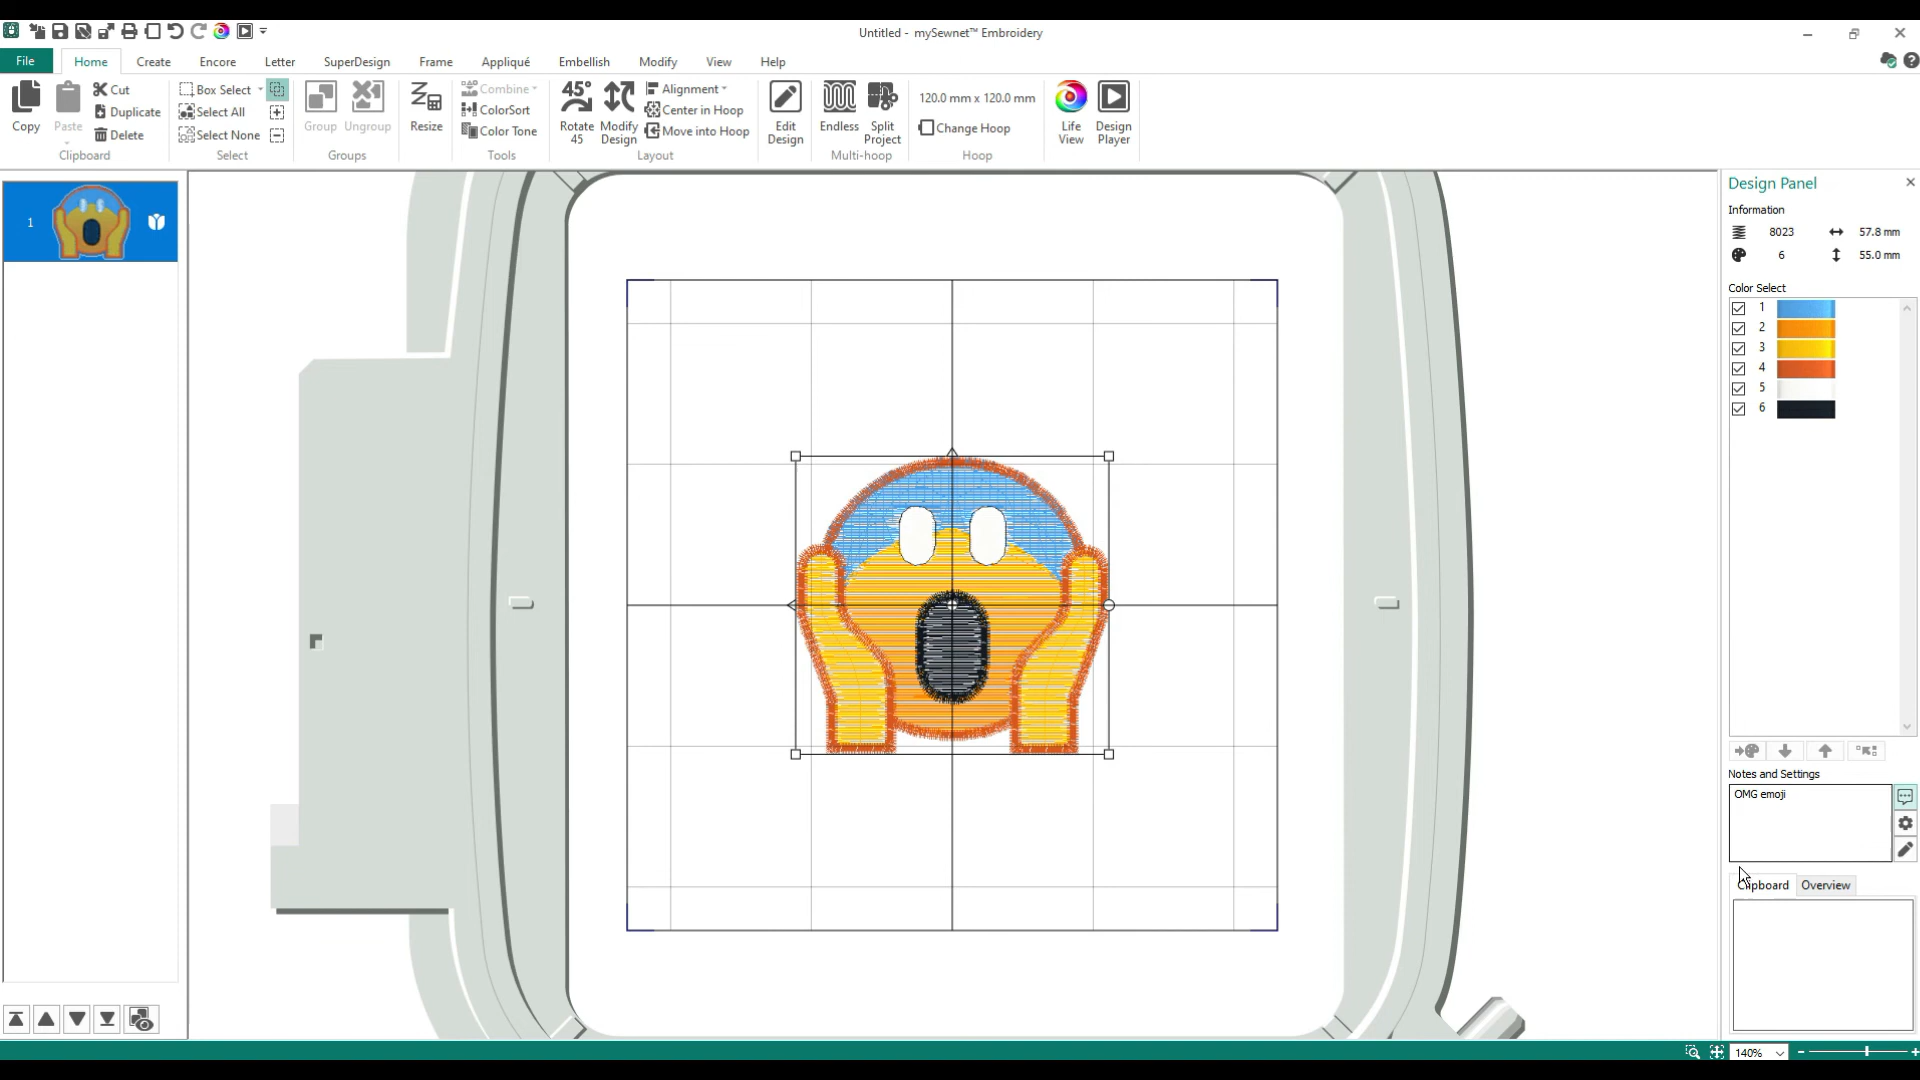 Untitled - mySewnet™ Embroidery
File Home Create Encore Letter SuperDesign Frame Appliqué Embellish Modify View Help
Copy Paste Cut Duplicate Delete
Clipboard
Box Select
Select All
Select None
Select
Group Ungroup
Groups
Resize
Combine
ColorSort
Color Tone
Tools
45°
Rotate
45
Modify
Design
Alignment
Center in Hoop
Move into Hoop
Layout
Edit
Design
Endless
Split
Project
Multi-hoop
120.0 mm x 120.0 mm
Change Hoop
Hoop
Life
View
Design
Player
1
Design Panel
Information
8023 57.8 mm
6 55.0 mm
Color Select
1
2
3
4
5
6
Notes and Settings
OMG emoji
Clipboard Overview
140%